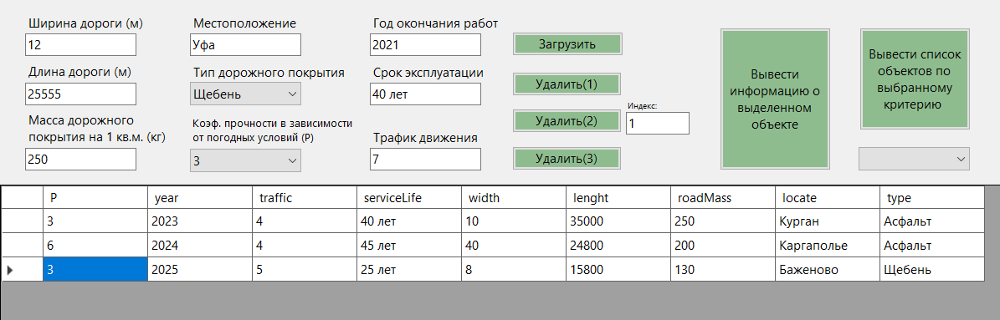 Ширина дороги (м)
12
Длина дороги (м)
25555
Масса дорожного
покрытия на 1 кв.м. (кг)
250
Местоположение
Уфа
Тип дорожного покрытия
Щебень
Коэф. прочности в зависимости
от погодных условий (Р)
3
Год окончания работ
2021
Срок эксплуатации
40 лет
Трафик движения
7
Загрузить
Удалить(1)
Удалить(2)
Удалить(3)
Индекс:
1
Вывести
информацию о
выделенном
объекте
Вывести список
объектов по
выбранному
критерию
P year traffic serviceLife width lenght roadMass locate type
3 2023 4 40 лет 10 35000 250 Курган Асфальт
6 2024 4 45 лет 40 24800 200 Каргаполье Асфальт
3 2025 5 25 лет 8 15800 130 Баженово Щебень